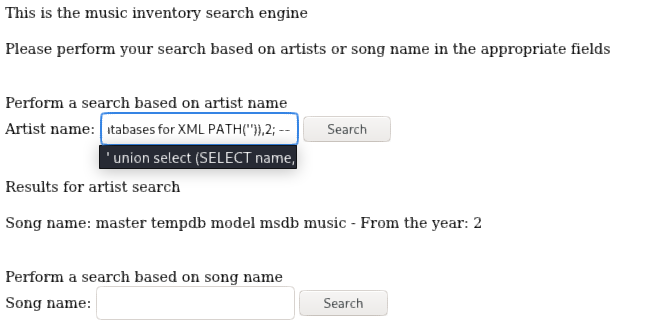 This is the music inventory search engine
Please perform your search based on artists or song name in the appropriate fields
Perform a search based on artist name
Artist name: atabases for XML PATH('')),2; -- Search
' union select (SELECT name,
Results for artist search
Song name: master tempdb model msdb music - From the year: 2
Perform a search based on song name
Song name: Search